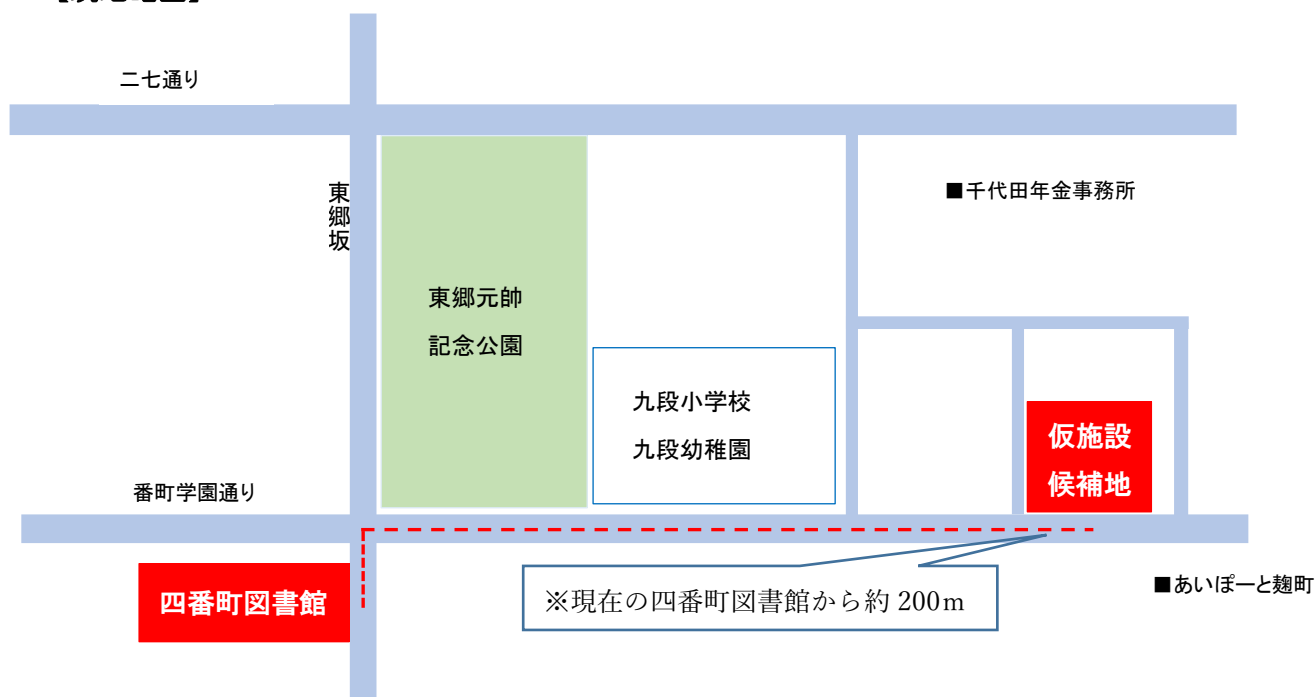 二七通り
東郷坂
■千代田年金事務所
東郷元帥
記念公園
九段小学校
九段幼稚園
仮施設
候補地
番町学園通り
四番町図書館
※現在の四番町図書館から約 200m
■あいぽーと麹町